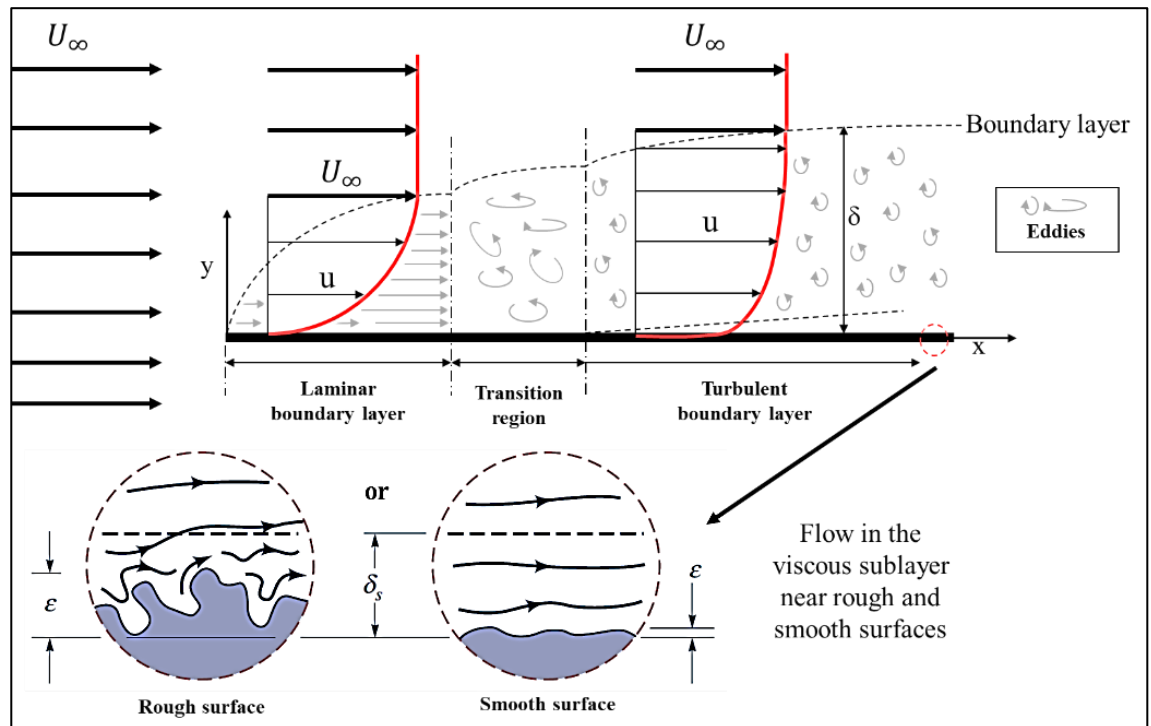 U∞
U∞
Boundary layer
U∞
δ
Eddies
y
u
u
x
Laminar
boundary layer
Transition
region
Turbulent
boundary layer
or
Flow in the
viscous sublayer
near rough and
smooth surfaces
ε
δs
ε
Rough surface
Smooth surface